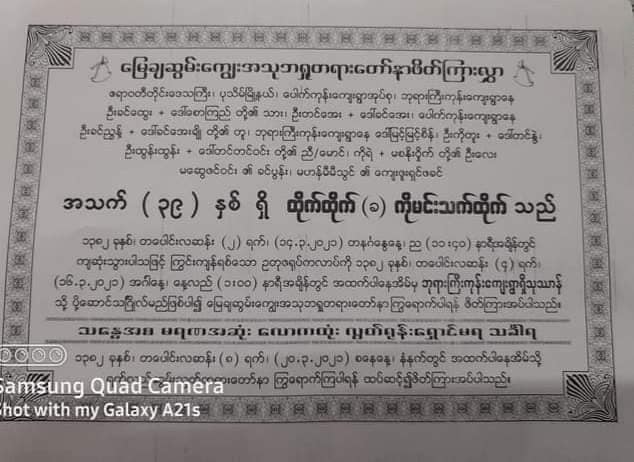 မြေချဆွမ်းကျွေးအသုဘရှုတရားတော်နာဖိတ်ကြားလွှာ
ဧရာဝတီတိုင်းဒေသကြီး၊ ပုသိမ်မြို့နယ်၊ ပေါက်ကုန်းကျေးရွာအုပ်စု၊ ဘုရားကြီးကုန်းကျေးရွာနေ
ဦးခင်ထွေး + ဒေါ်စောကြည် တို့၏ သား၊ ဦးတင်အေး + ဒေါ်ခင်အေး၊ ပေါက်ကုန်းကျေးရွာနေ
ဦးခင်ညွန့် + ဒေါ်ခင်အေးချို တို့၏ တူ၊ ဘုရားကြီးကုန်းကျေးရွာနေ ဒေါ်မြင့်မြင့်စိန်၊ ဦးကိုတူး + ဒေါ်တင်နွဲ့
ဦးထွန်းထွန်း + ဒေါ်တင်တင်ဝင်း တို့၏ ညီ/မောင်၊ ကိုရဲ + မစန်းဝိုက် တို့၏ ဦးလေး
မဆွေဇင်ဝင်း ၏ ခင်ပွန်း၊ မဟန်မီမီသွင် ၏ ကျေးဇူးရှင်ဖခင်
အသက် ( ၃၉ ) နှစ် ရှိ ထိုက်ထိုက် (ခ) ကိုမင်းသက်ထိုက် သည်
၁၃၈၂ ခုနှစ်၊ တပေါင်းလဆန်း (၂) ရက်၊ (၁၄.၃.၂၀၂၁) တနင်္ဂနွေနေ့၊ ည (၁၁:၄၀) နာရီအချိန်တွင်
ကျဆုံးသွားပါသဖြင့် ကြွင်းကျန်ရစ်သော ဥတုဇရုပ်ကလာပ်ကို ၁၃၈၂ ခုနှစ်၊ တပေါင်းလဆန်း (၄) ရက်၊
(၁၆.၃.၂၀၂၁) အင်္ဂါနေ့၊ နေ့လည် (၁:၀၀) နာရီအချိန်တွင် အထက်ပါနေအိမ်မှ ဘုရားကြီးကုန်းကျေးရွာရှိသုသာန်
သို့ ပို့ဆောင်သင်္ဂြိုလ်မည်ဖြစ်ပါ၍ မြေချဆွမ်းကျွေးအသုဘရှုတရားတော်နာကြွရောက်ပါရန် ဖိတ်ကြားအပ်ပါသည်။
သန္ဓေအစ မရဏအဆုံး လောကထုံး လွတ်ရုန်းရှောင်မရ သင်္ခါရ
၁၃၈၂ ခုနှစ်၊ တပေါင်းလဆန်း (၈) ရက်၊ (၂၀.၃.၂၀၂၁) စနေနေ့၊ နံနက်တွင် အထက်ပါနေအိမ်သို့
တရားတော်နာ ကြွရောက်ကြပါရန် ထပ်ဆင့်၍ဖိတ်ကြားအပ်ပါသည်။
Samsung Quad Camera
Shot with my Galaxy A21s